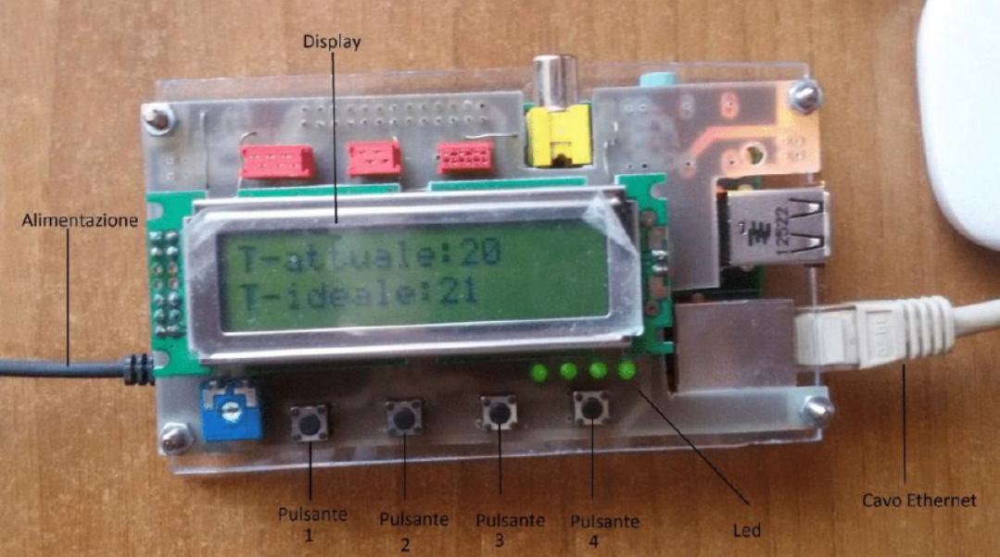 Display
Alimentazione
T-attuale:20
T-ideale:21
12522
Pulsante
1
Pulsante
2
Pulsante
3
Pulsante
4
Led
Cavo Ethernet